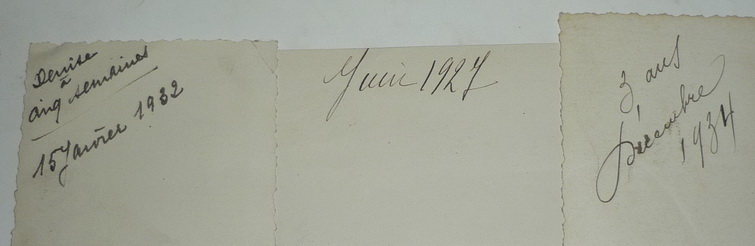 Denise
à
cinq semaines
15 Janvier 1932
Juin 1927
3 ans
Décembre
1934